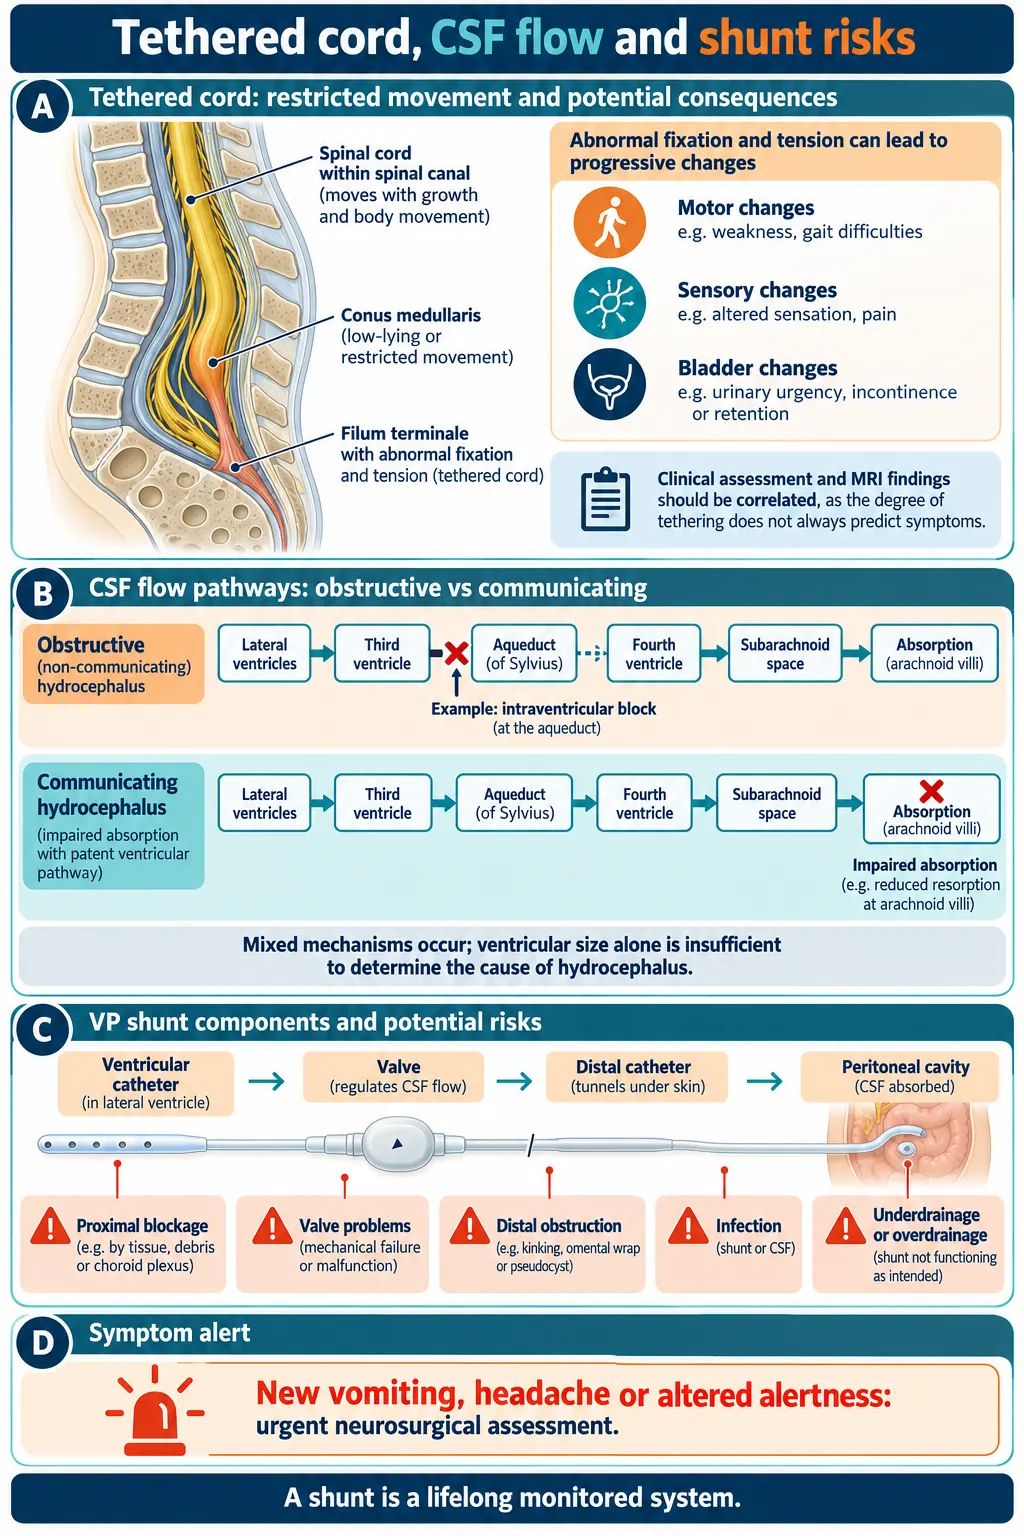 Tethered cord, CSF flow and shunt risks
A
Tethered cord: restricted movement and potential consequences
Spinal cord
within spinal canal
(moves with growth
and body movement)
Conus medullaris
(low-lying or
restricted movement)
Filum terminale
with abnormal fixation
and tension (tethered cord)
Abnormal fixation and tension can lead to
progressive changes
Motor changes
e.g. weakness, gait difficulties
Sensory changes
e.g. altered sensation, pain
Bladder changes
e.g. urinary urgency, incontinence
or retention
Clinical assessment and MRI findings
should be correlated, as the degree of
tethering does not always predict symptoms.
B
CSF flow pathways: obstructive vs communicating
Obstructive
(non-communicating)
hydrocephalus
Lateral
ventricles
Third
ventricle
Aqueduct
(of Sylvius)
Fourth
ventricle
Subarachnoid
space
Absorption
(arachnoid villi)
Example: intraventricular block
(at the aqueduct)
Communicating
hydrocephalus
(impaired absorption
with patent ventricular
pathway)
Lateral
ventricles
Third
ventricle
Aqueduct
(of Sylvius)
Fourth
ventricle
Subarachnoid
space
Absorption
(arachnoid villi)
Impaired absorption
(e.g. reduced resorption
at arachnoid villi)
Mixed mechanisms occur; ventricular size alone is insufficient
to determine the cause of hydrocephalus.
C
VP shunt components and potential risks
Ventricular
catheter
(in lateral ventricle)
Valve
(regulates CSF flow)
Distal catheter
(tunnels under skin)
Peritoneal cavity
(CSF absorbed)
Proximal blockage
(e.g. by tissue, debris
or choroid plexus)
Valve problems
(mechanical failure
or malfunction)
Distal obstruction
(e.g. kinking, omental wrap
or pseudocyst)
Infection
(shunt or CSF)
Underdrainage
or overdrainage
(shunt not functioning
as intended)
D
Symptom alert
New vomiting, headache or altered alertness:
urgent neurosurgical assessment.
A shunt is a lifelong monitored system.